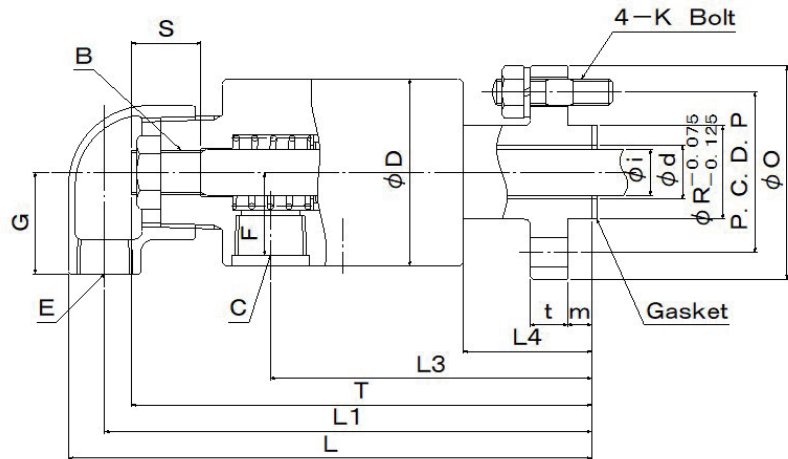 4－K Bolt
S
B
φD
φi
φd
φR -0.075 -0.125
P. C. D. P
φO
G
F
E
C
t
m
Gasket
L4
L3
T
L1
L